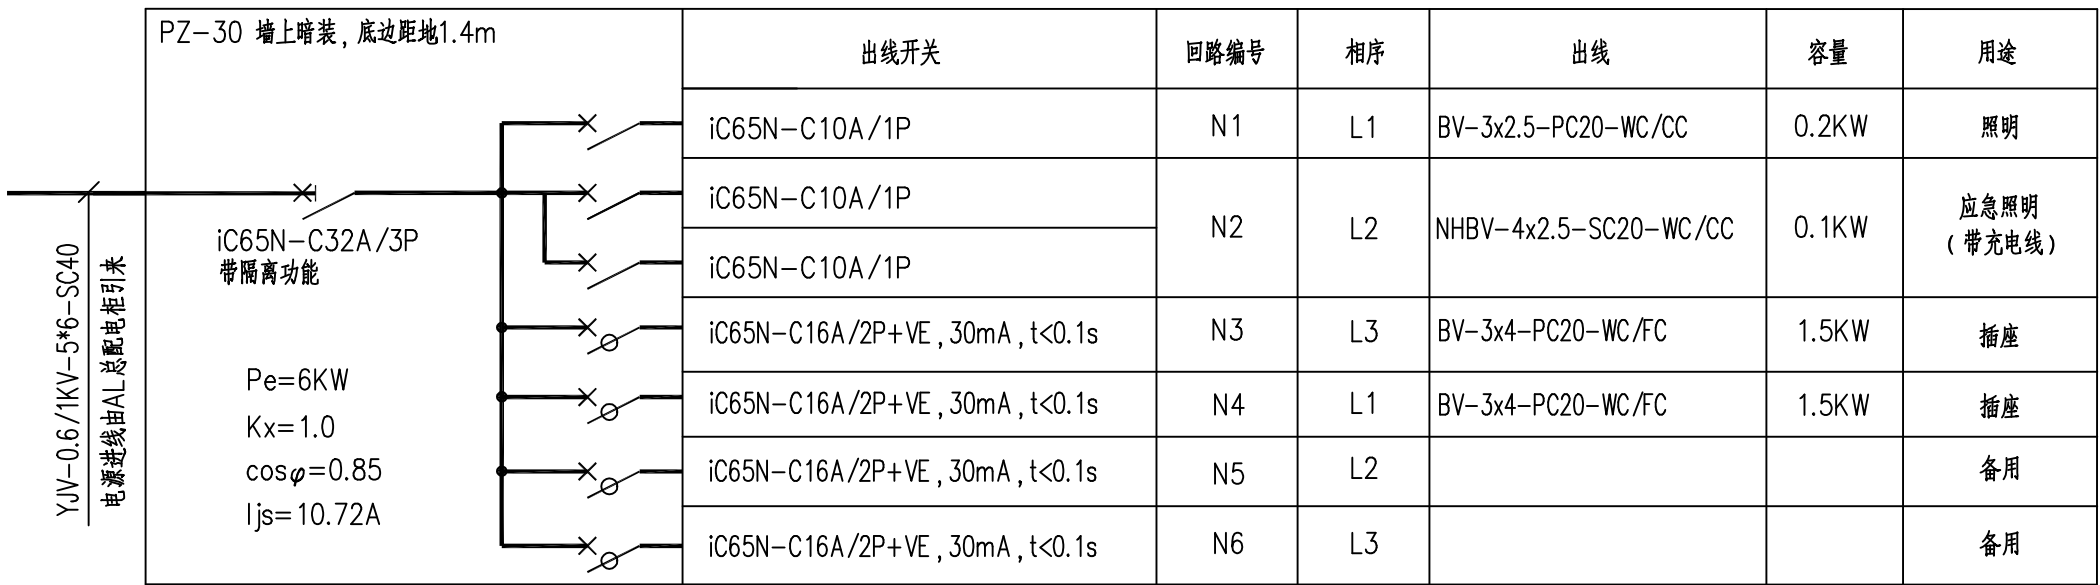 PZ-30 墙上暗装,底边距地1.4m
出线开关 回路编号 相序 出线 容量 用途
iC65N-C10A/1P N1 L1 BV-3x2.5-PC20-WC/CC 0.2KW 照明
iC65N-C10A/1P
iC65N-C10A/1P
N2 L2 NHBV-4x2.5-SC20-WC/CC 0.1KW
应急照明
(带充电线)
iC65N-C16A/2P+VE,30mA,t<0.1s N3 L3 BV-3x4-PC20-WC/FC 1.5KW 插座
iC65N-C16A/2P+VE,30mA,t<0.1s N4 L1 BV-3x4-PC20-WC/FC 1.5KW 插座
iC65N-C16A/2P+VE,30mA,t<0.1s N5 L2 备用
iC65N-C16A/2P+VE,30mA,t<0.1s N6 L3 备用
iC65N-C32A/3P
带隔离功能
Pe=6KW
Kx=1.0
cosφ=0.85
Ijs=10.72A
YJV-0.6/1KV-5*6-SC40
电源进线由AL总配电柜引来